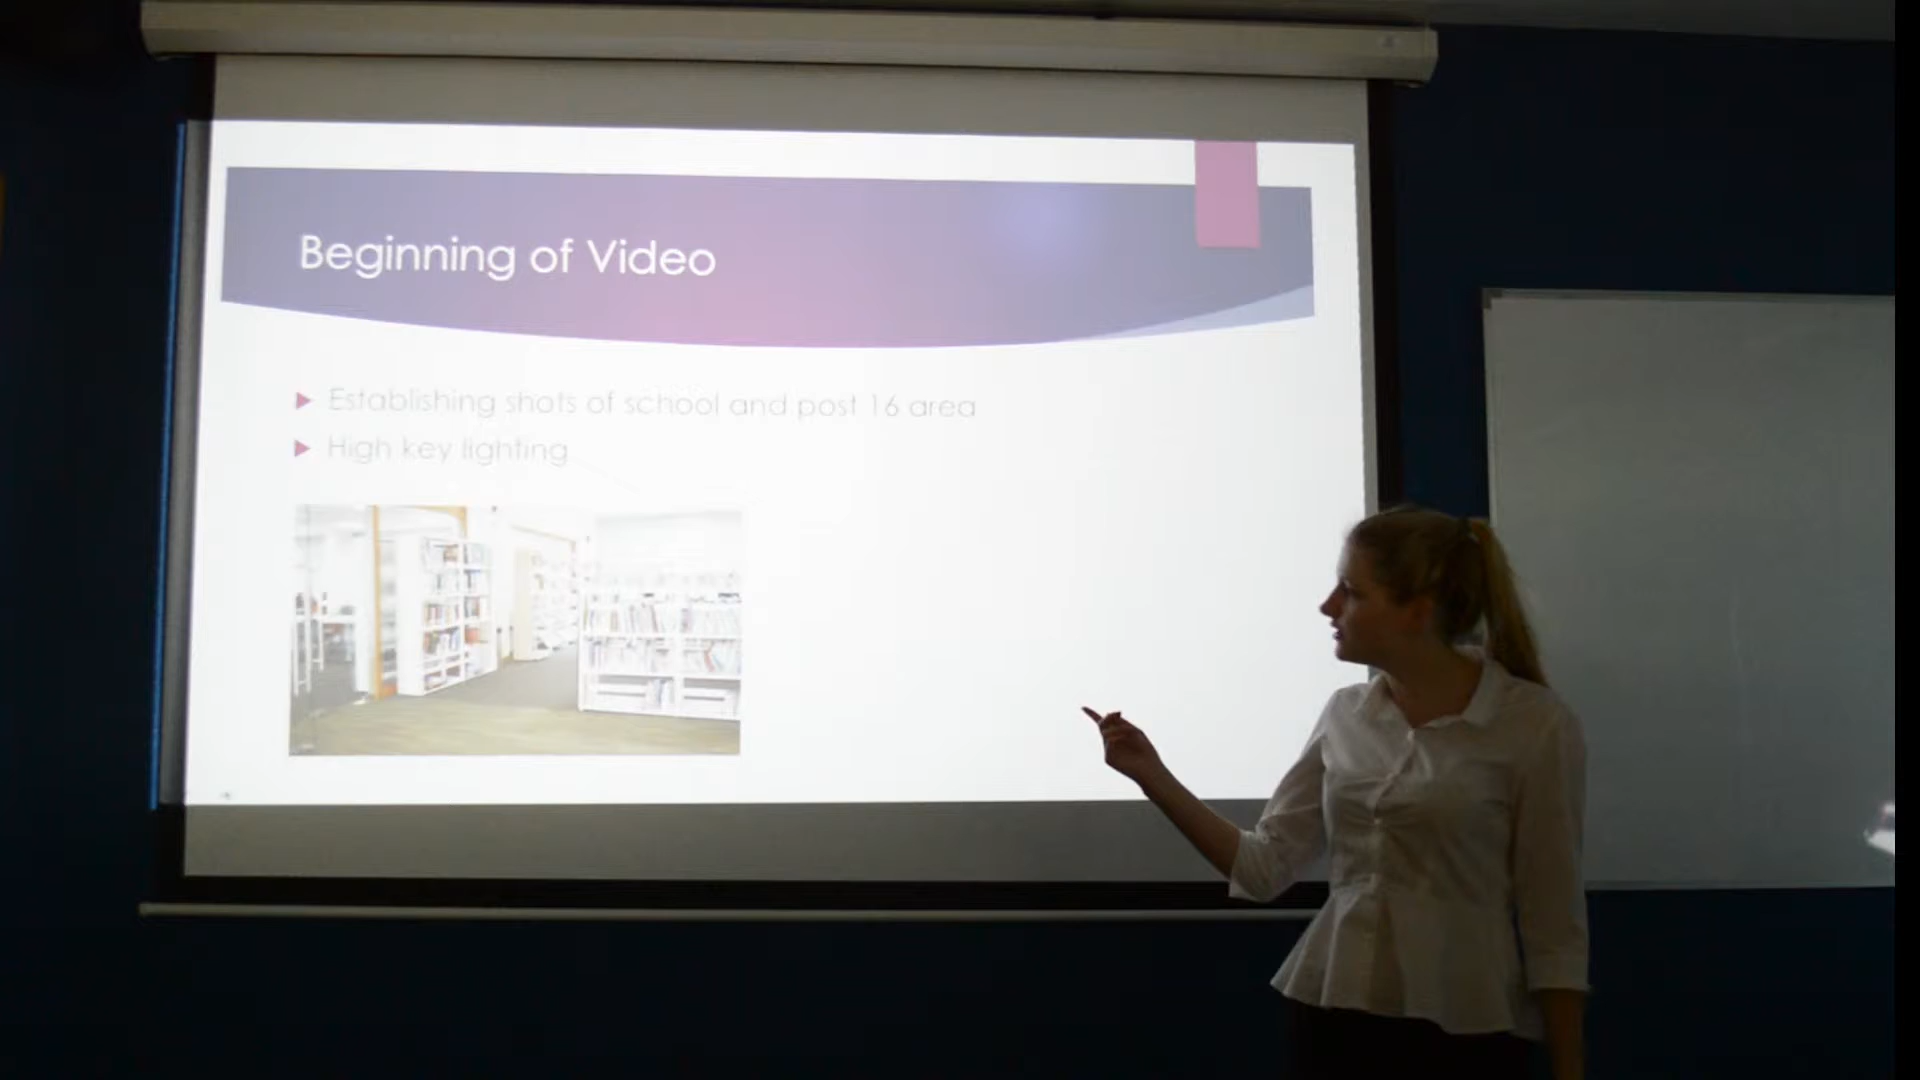 Beginning of Video
Establishing shots of school and post 16 area
High key lighting